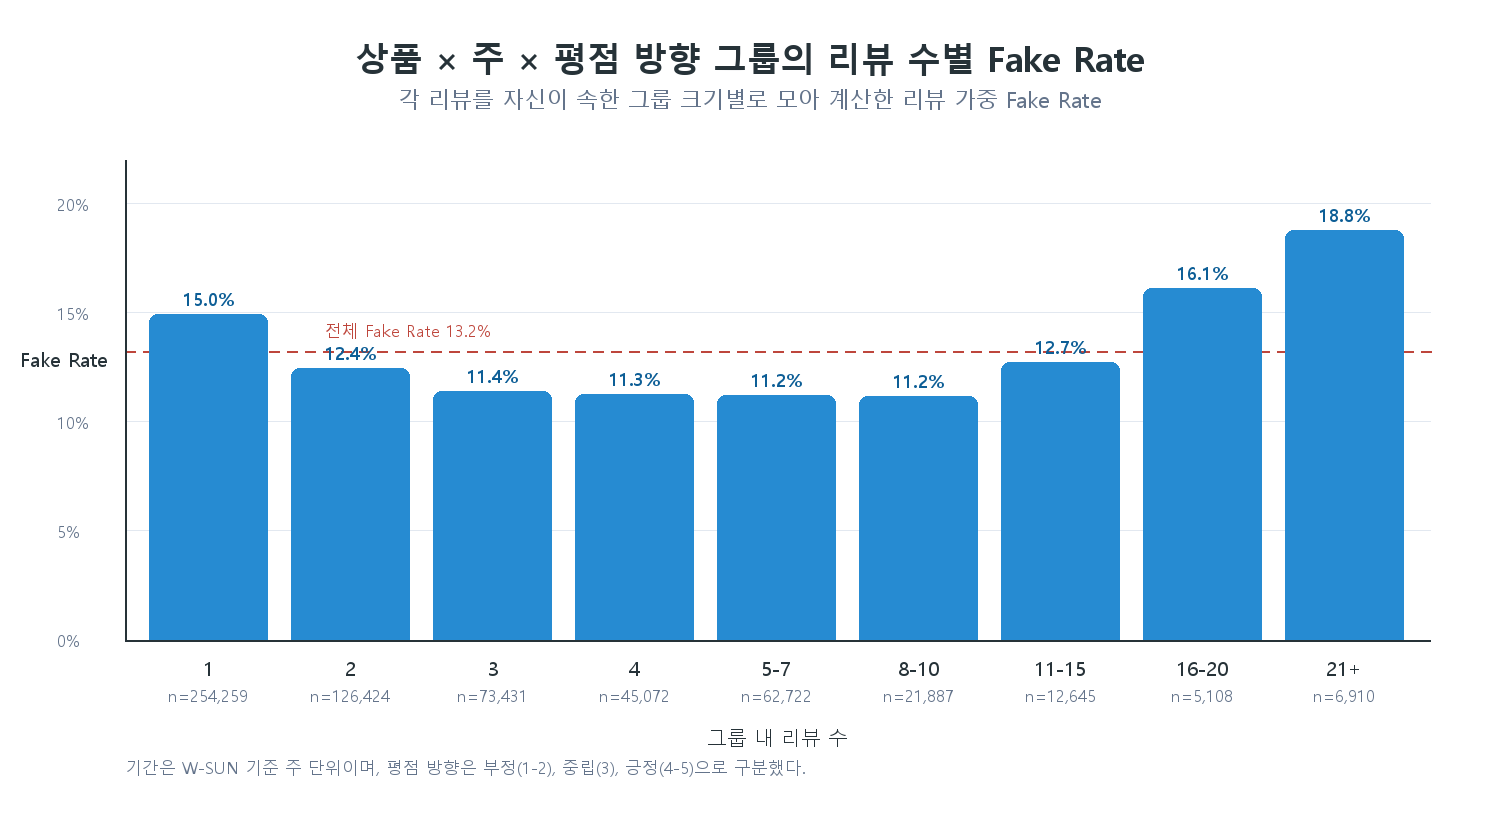 상품 × 주 × 평점 방향 그룹의 리뷰 수별 Fake Rate
각 리뷰를 자신이 속한 그룹 크기별로 모아 계산한 리뷰 가중 Fake Rate
20%
15%
10%
5%
0%
Fake Rate
전체 Fake Rate 13.2%
15.0%
12.4%
11.4%
11.3%
11.2%
11.2%
12.7%
16.1%
18.8%
1
2
3
4
5-7
8-10
11-15
16-20
21+
n=254,259
n=126,424
n=73,431
n=45,072
n=62,722
n=21,887
n=12,645
n=5,108
n=6,910
그룹 내 리뷰 수
기간은 W-SUN 기준 주 단위이며, 평점 방향은 부정(1-2), 중립(3), 긍정(4-5)으로 구분했다.